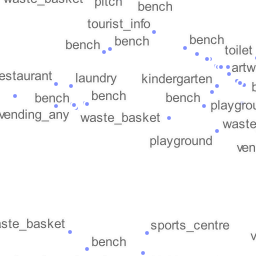 waste_basket
pitch
bench
tourist_info
bench
bench
bench
toilet
restaurant
laundry
kindergarten
artw
bench
bench
bench
playgrou
vending_any
waste_basket
waste
playground
ven
waste_basket
sports_centre
bench